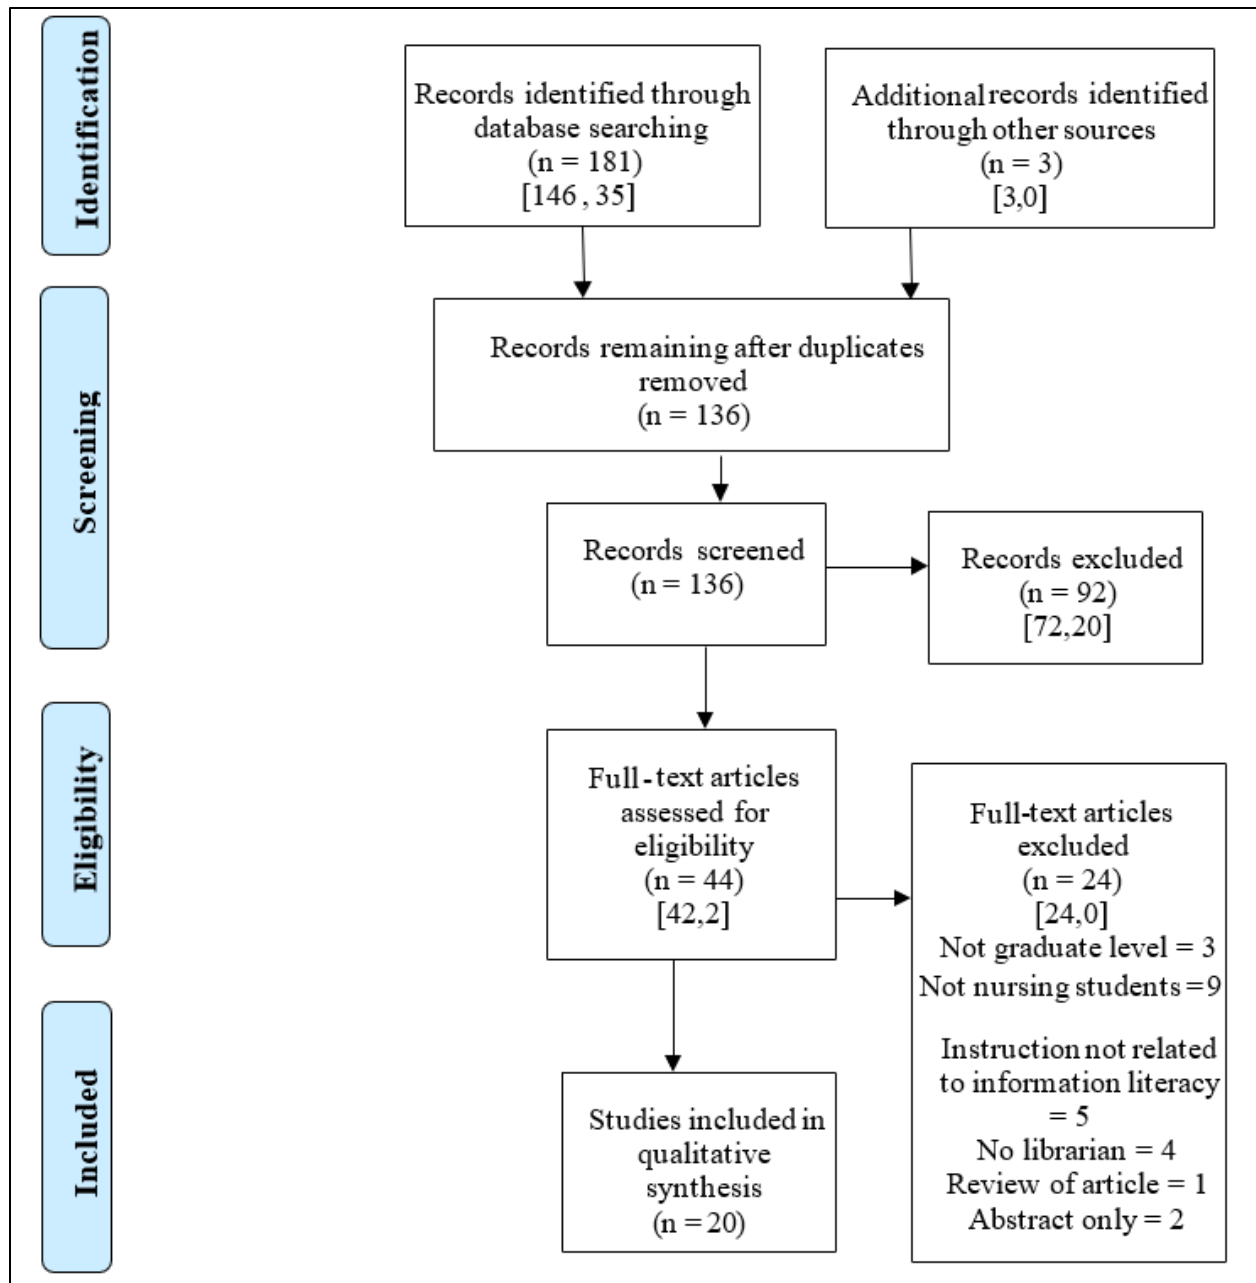 Identification
Records identified through
database searching
(n = 181)
[146 , 35]
Additional records identified
through other sources
(n = 3)
[3,0]
Screening
Records remaining after duplicates
removed
(n = 136)
Records screened
(n = 136)
Records excluded
(n = 92)
[72,20]
Eligibility
Full-text articles
assessed for
eligibility
(n = 44)
[42,2]
Full-text articles
excluded
(n = 24)
[24,0]
Not graduate level = 3
Not nursing students = 9
Instruction not related
to information literacy
= 5
No librarian = 4
Review of article = 1
Abstract only = 2
Included
Studies included in
qualitative
synthesis
(n = 20)